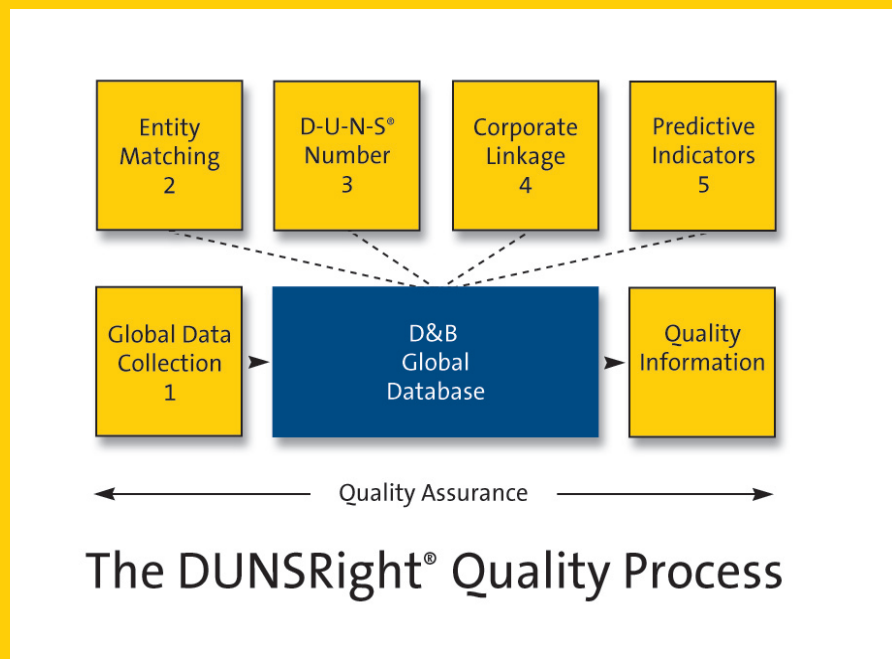 Entity
Matching
2
D-U-N-S®
Number
3
Corporate
Linkage
4
Predictive
Indicators
5
Global Data
Collection
1
D&B
Global
Database
Quality
Information
Quality Assurance
The DUNSRight® Quality Process